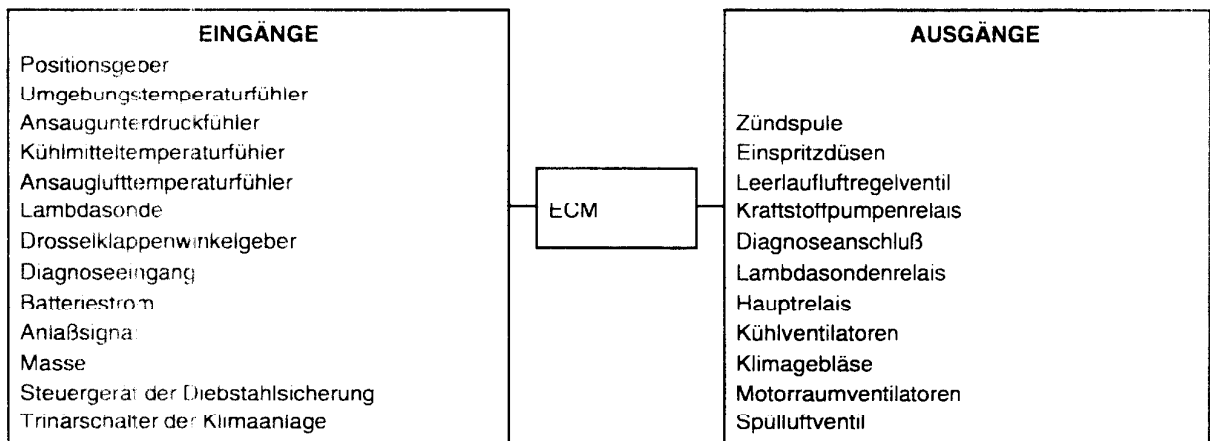 EINGÄNGE
Positionsgeber
Umgebungstemperaturfühler
Ansaugunterdruckfühler
Kühlmitteltemperaturfühler
Ansauglufttemperaturfühler
Lambdasonde
Drosselklappenwinkelgeber
Diagnoseeingang
Batteriestrom
Anlaßsignal
Masse
Steuergerät der Diebstahlsicherung
Trinärschalter der Klimaanlage
ECM
AUSGÄNGE
Zündspule
Einspritzdüsen
Leerlaufluftregelventil
Kraftstoffpumpenrelais
Diagnoseanschluß
Lambdasondenrelais
Hauptrelais
Kühlventilatoren
Klimagebläse
Motorraumventilatoren
Spülluftventil